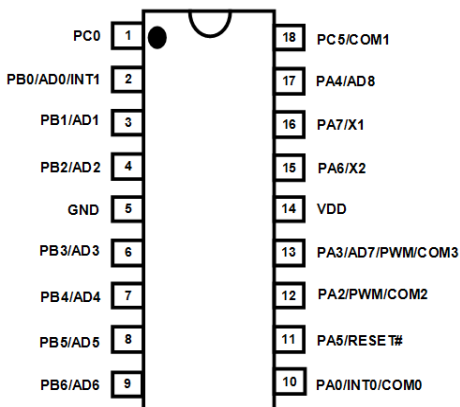 PC0 1 18 PC5/COM1
PB0/AD0/INT1 2 17 PA4/AD8
PB1/AD1 3 16 PA7/X1
PB2/AD2 4 15 PA6/X2
GND 5 14 VDD
PB3/AD3 6 13 PA3/AD7/PWM/COM3
PB4/AD4 7 12 PA2/PWM/COM2
PB5/AD5 8 11 PA5/RESET#
PB6/AD6 9 10 PA0/INT0/COM0